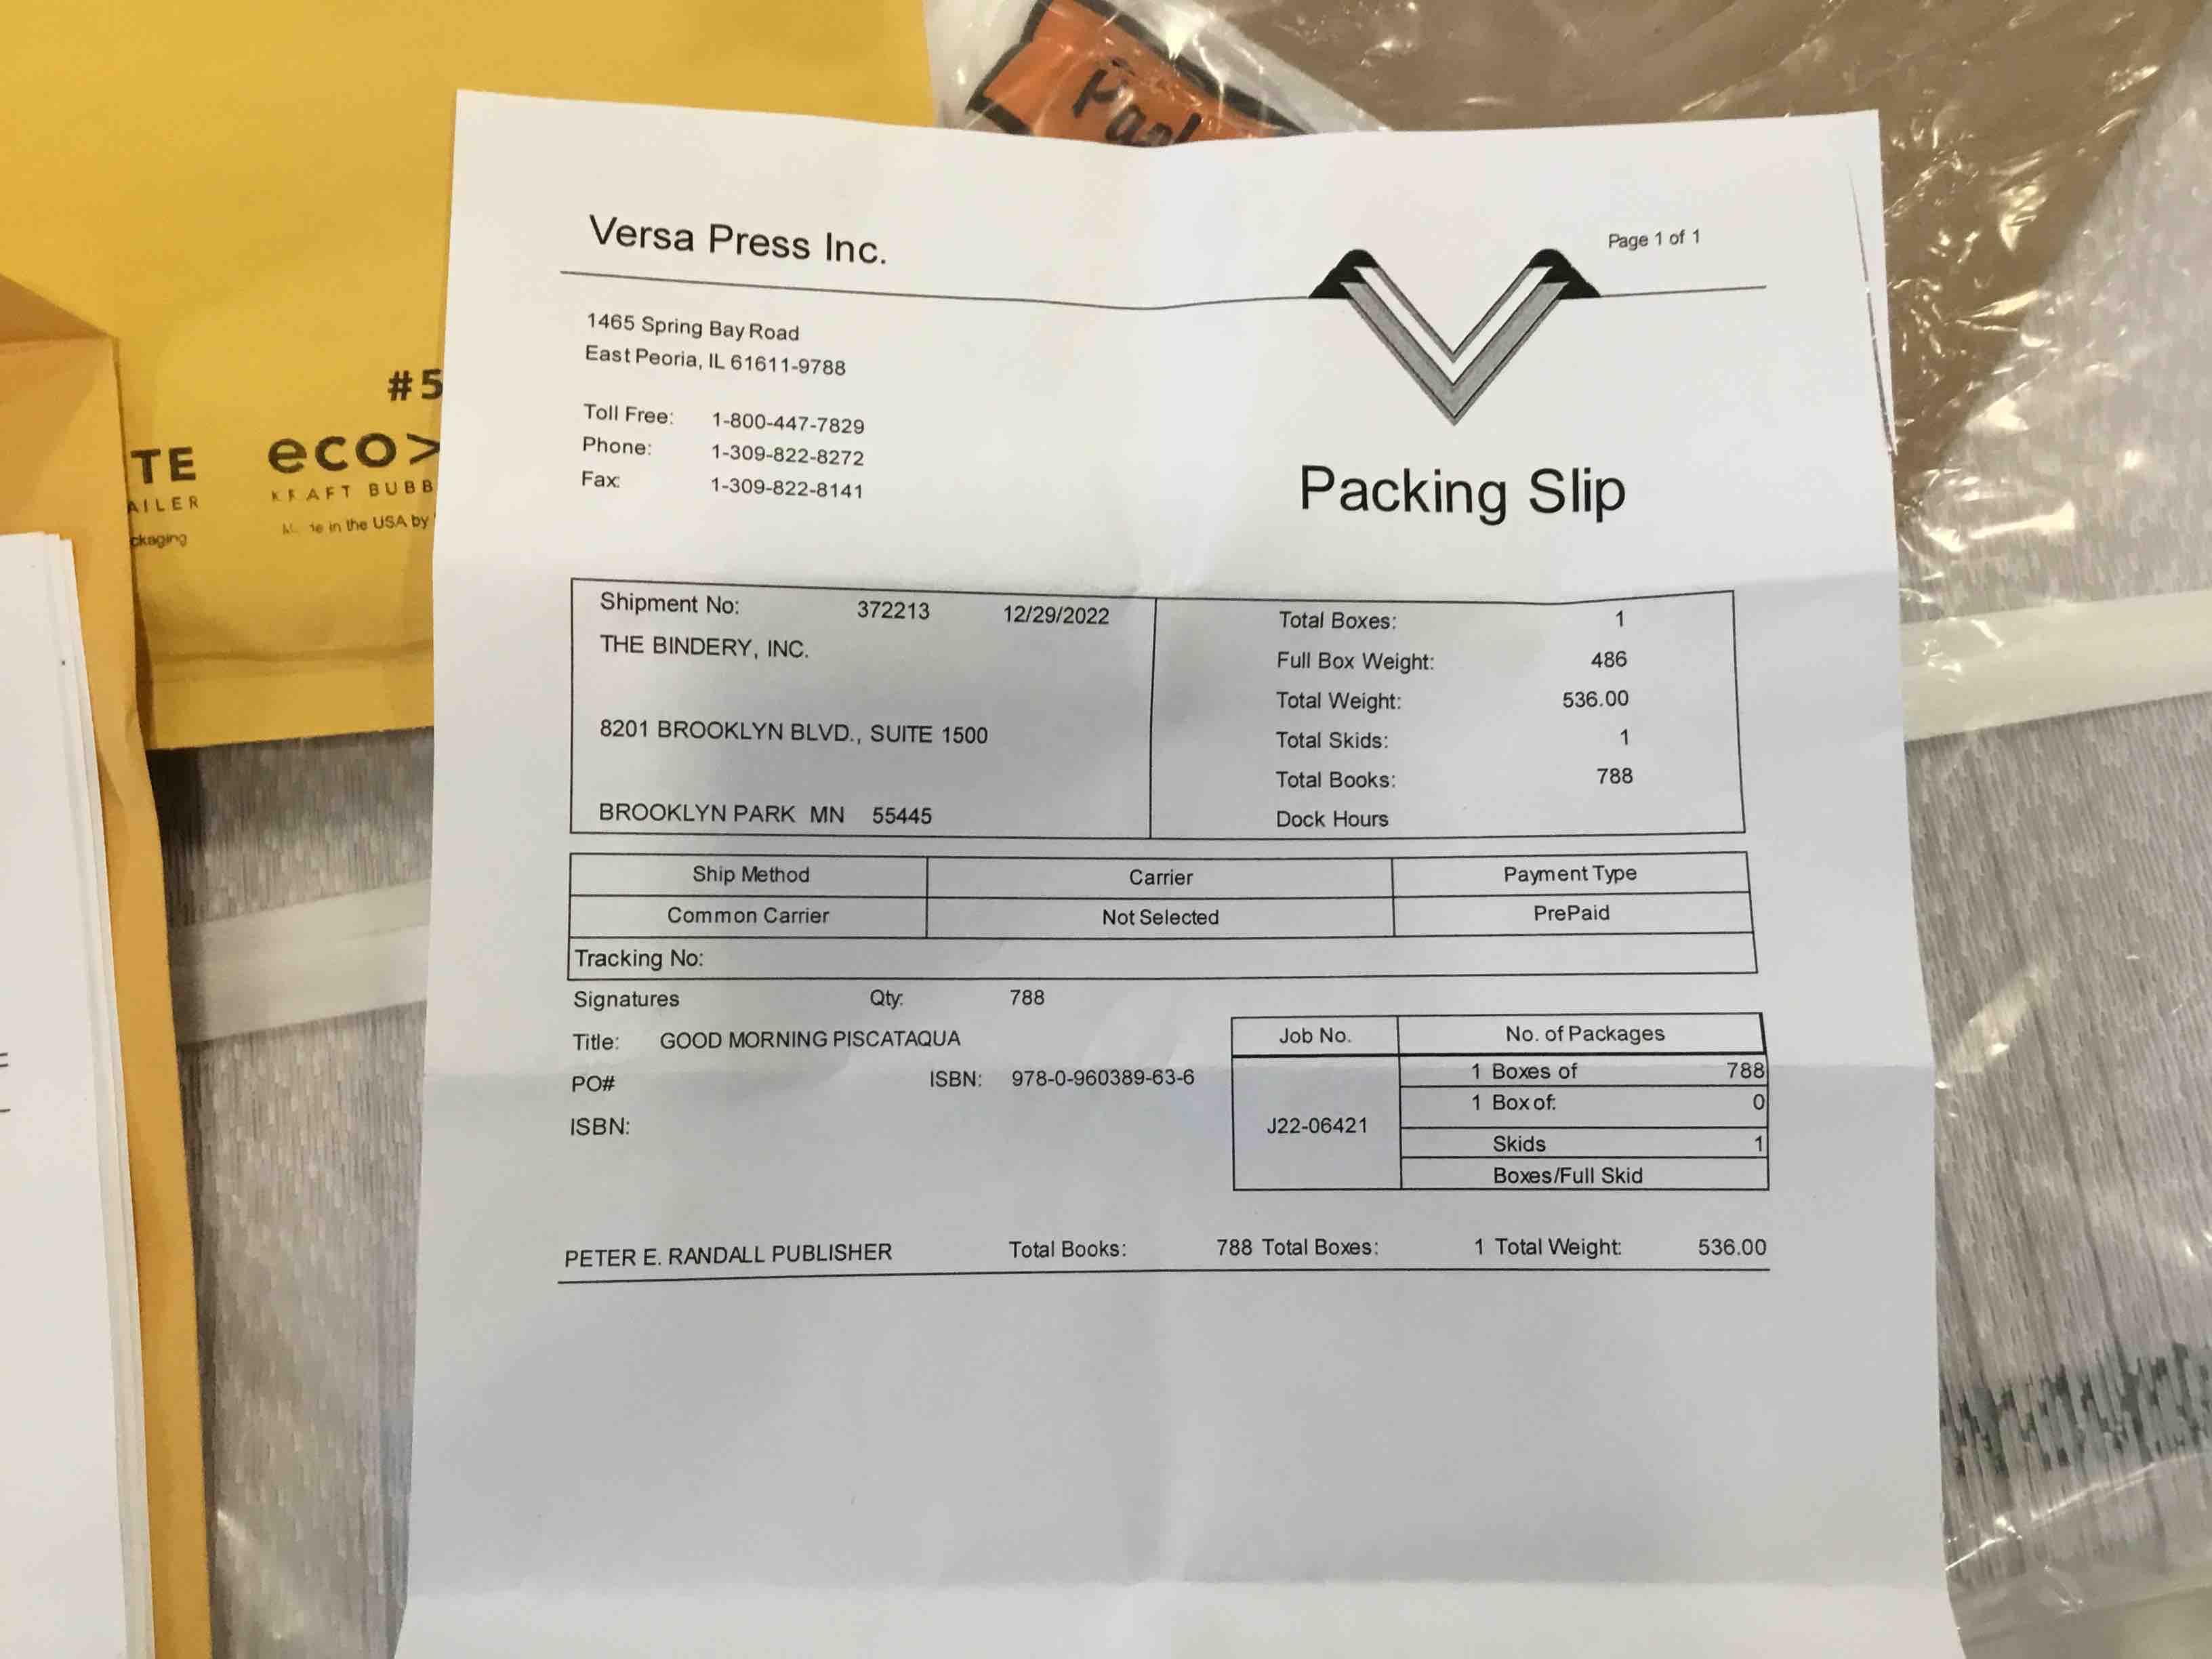 Versa Press Inc.
Page 1 of 1
1465 Spring Bay Road
East Peoria, IL 61611-9788
Toll Free: 1-800-447-7829
Phone: 1-309-822-8272
Fax: 1-309-822-8141
Packing Slip
Shipment No: 372213 12/29/2022
THE BINDERY, INC.
8201 BROOKLYN BLVD., SUITE 1500
BROOKLYN PARK MN 55445
Total Boxes: 1
Full Box Weight: 486
Total Weight: 536.00
Total Skids: 1
Total Books: 788
Dock Hours
Ship Method Carrier Payment Type
Common Carrier Not Selected PrePaid
Tracking No:
Signatures Qty: 788
Title: GOOD MORNING PISCATAQUA
PO# ISBN: 978-0-960389-63-6
ISBN:
Job No. No. of Packages
J22-06421
1 Boxes of 788
1 Box of: 0
Skids 1
Boxes/Full Skid
PETER E. RANDALL PUBLISHER Total Books: 788 Total Boxes: 1 Total Weight: 536.00
#5
TE eco>
AILER KRAFT BUBB
ckaging in the USA by